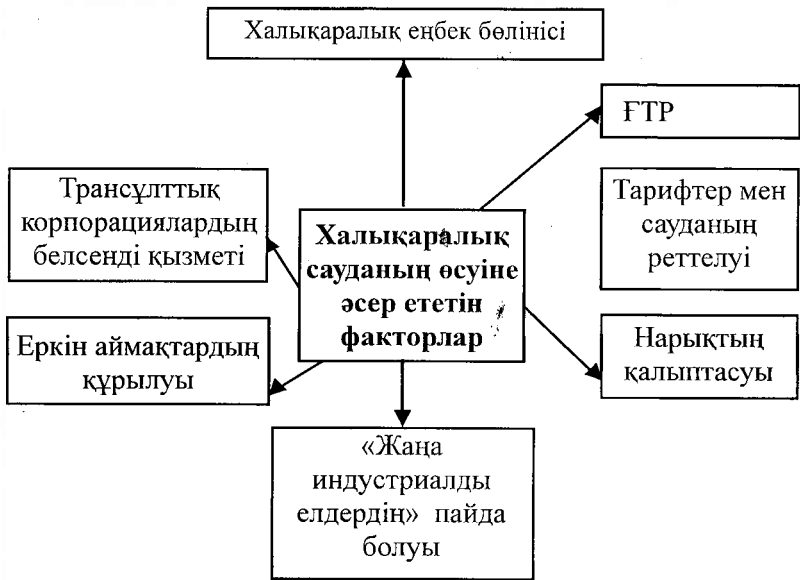 Халықаралық еңбек бөлінісі
ҒТР
Трансұлттық
корпорациялардың
белсенді қызметі
Тарифтер мен
сауданың
реттелуі
Халықаралық
сауданың өсуіне
әсер ететін
факторлар
Еркін аймақтардың
құрылуы
Нарықтың
қалыптасуы
«Жаңа
индустриалды
елдердің» пайда
болуы